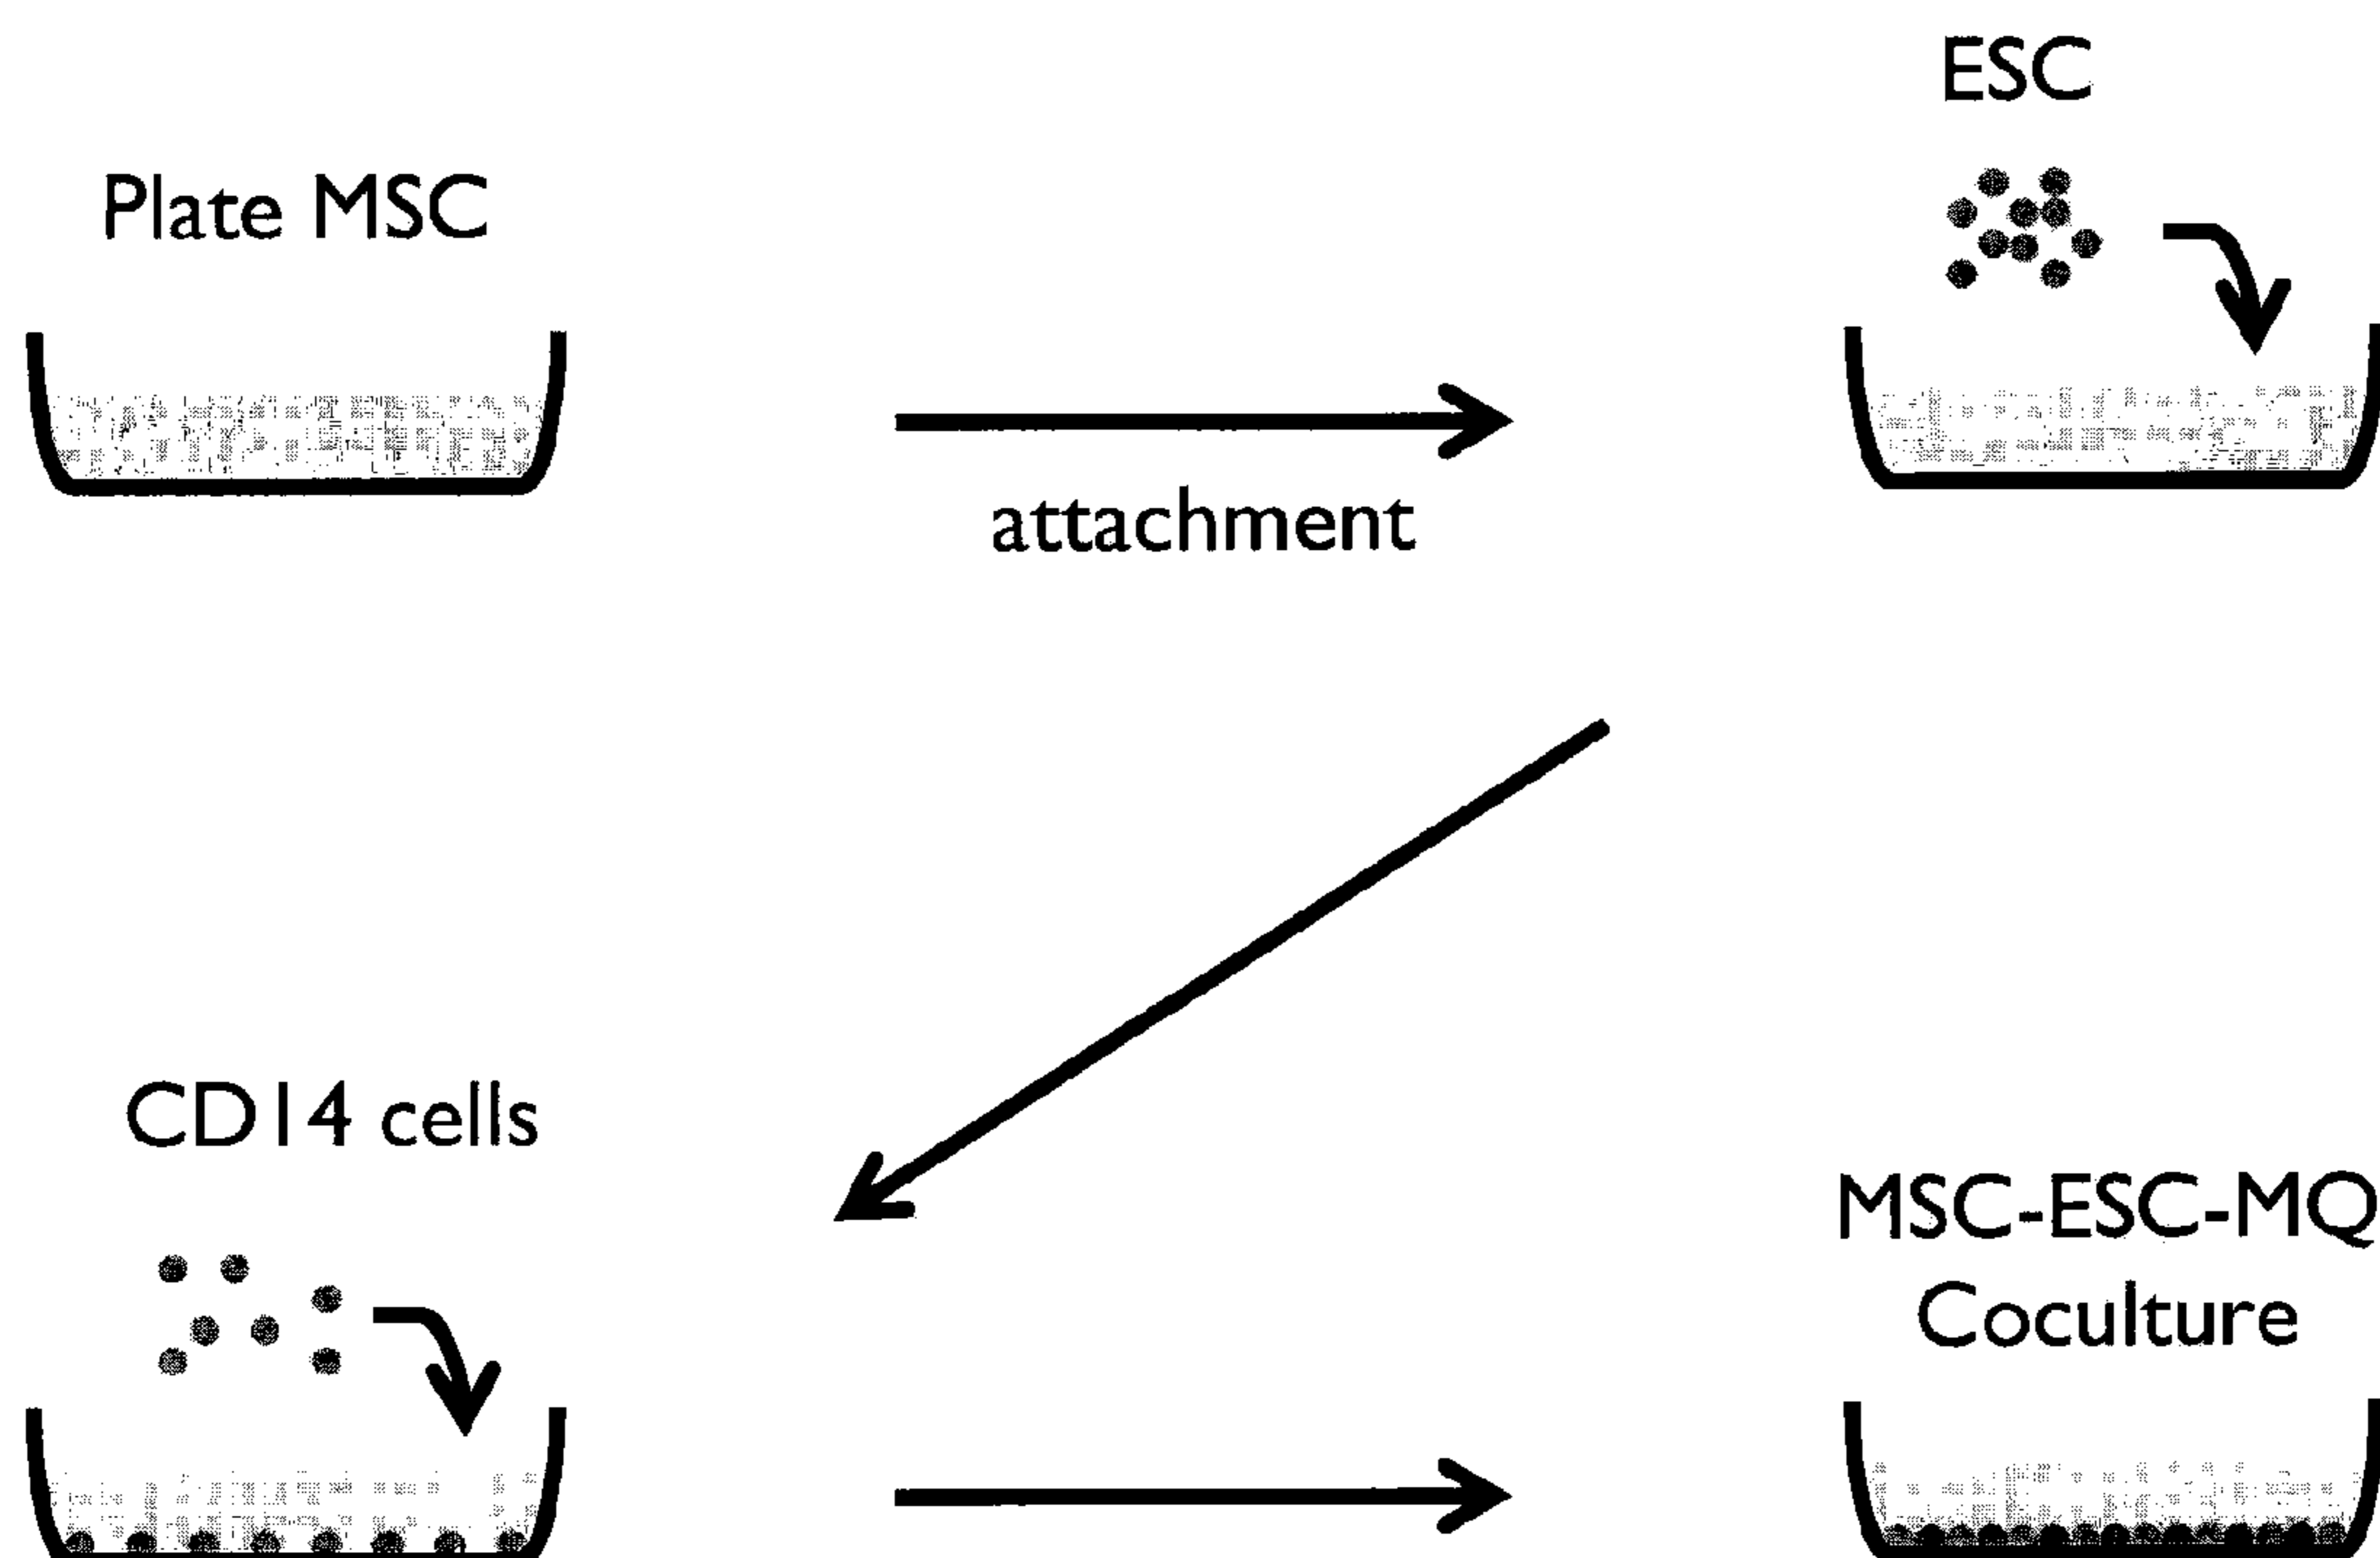 ESC
Plate MSC
attachment
CD14 cells
MSC-ESC-MQ
Coculture